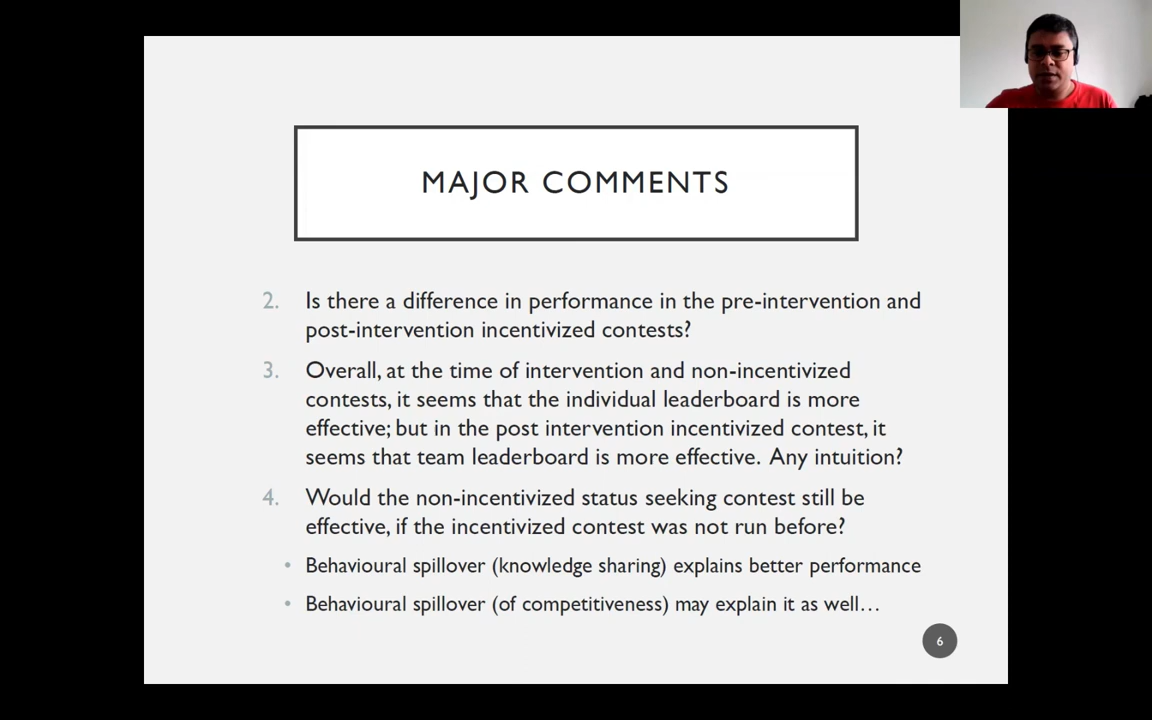 MAJOR COMMENTS
2. Is there a difference in performance in the pre-intervention and
post-intervention incentivized contests?
3. Overall, at the time of intervention and non-incentivized
contests, it seems that the individual leaderboard is more
effective; but in the post intervention incentivized contest, it
seems that team leaderboard is more effective. Any intuition?
4. Would the non-incentivized status seeking contest still be
effective, if the incentivized contest was not run before?
• Behavioural spillover (knowledge sharing) explains better performance
• Behavioural spillover (of competitiveness) may explain it as well…
6